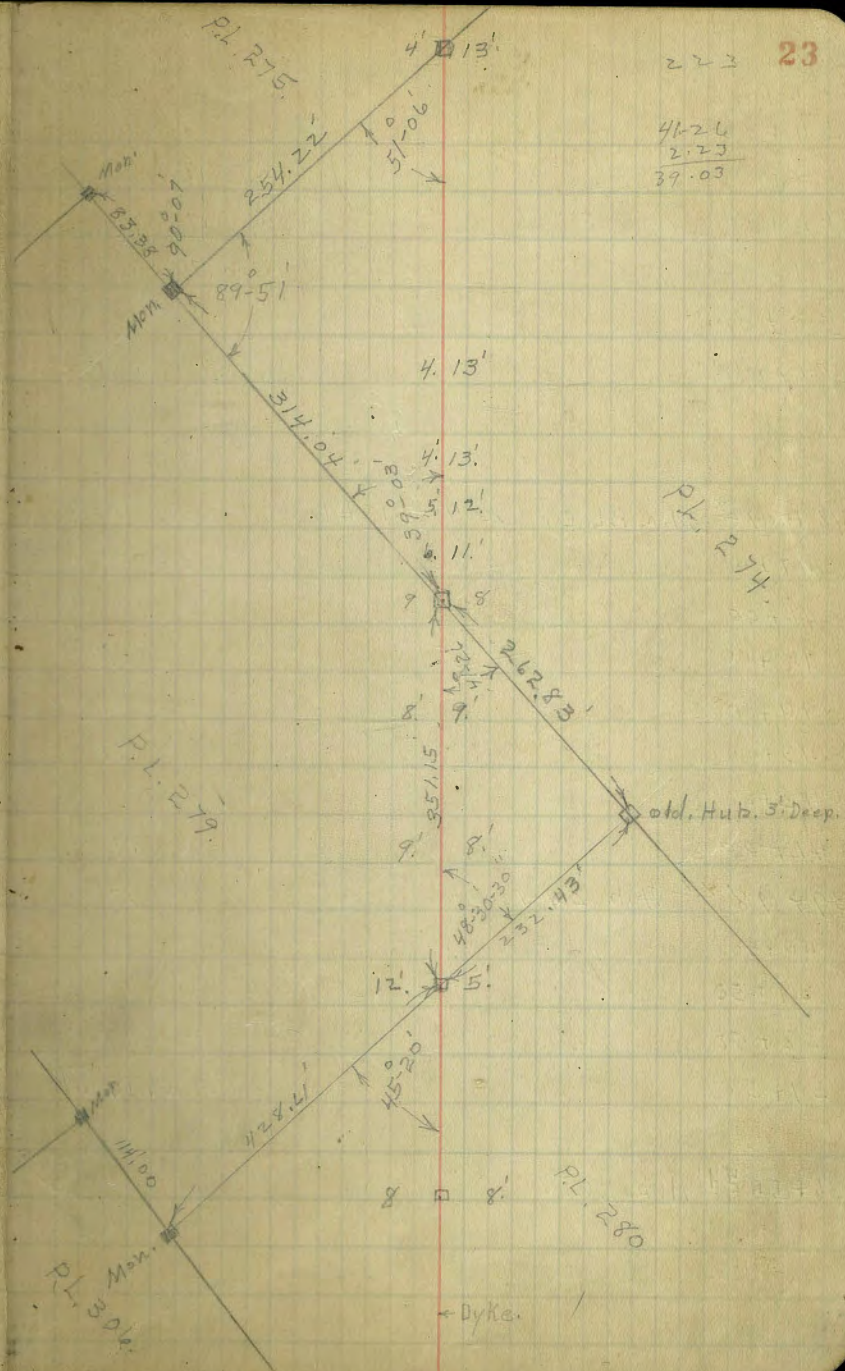 23
P.L. 275.
4' 13'.
2 2 3
41-26
2.23
39.03
51°-06'
254.22'
Mon.
83.38
90°-07'
Mon.
89°-51'
4. 13'
314.04'
4'. 13'.
39°-03'
5. 12'.
6. 11.'
P.L. 274.
9 8
262.83'
8.' 9.'
351.15'
P.L. 279.
old. Hub. 3'. Deep.
9.' 8.'
48°-30'-30"
232.43'
12'. 5.'
45°-20'
428.21'
Mon
114.00
8 8.'
P.L. 280
Mon.
P.L. 306.
←Dyke.